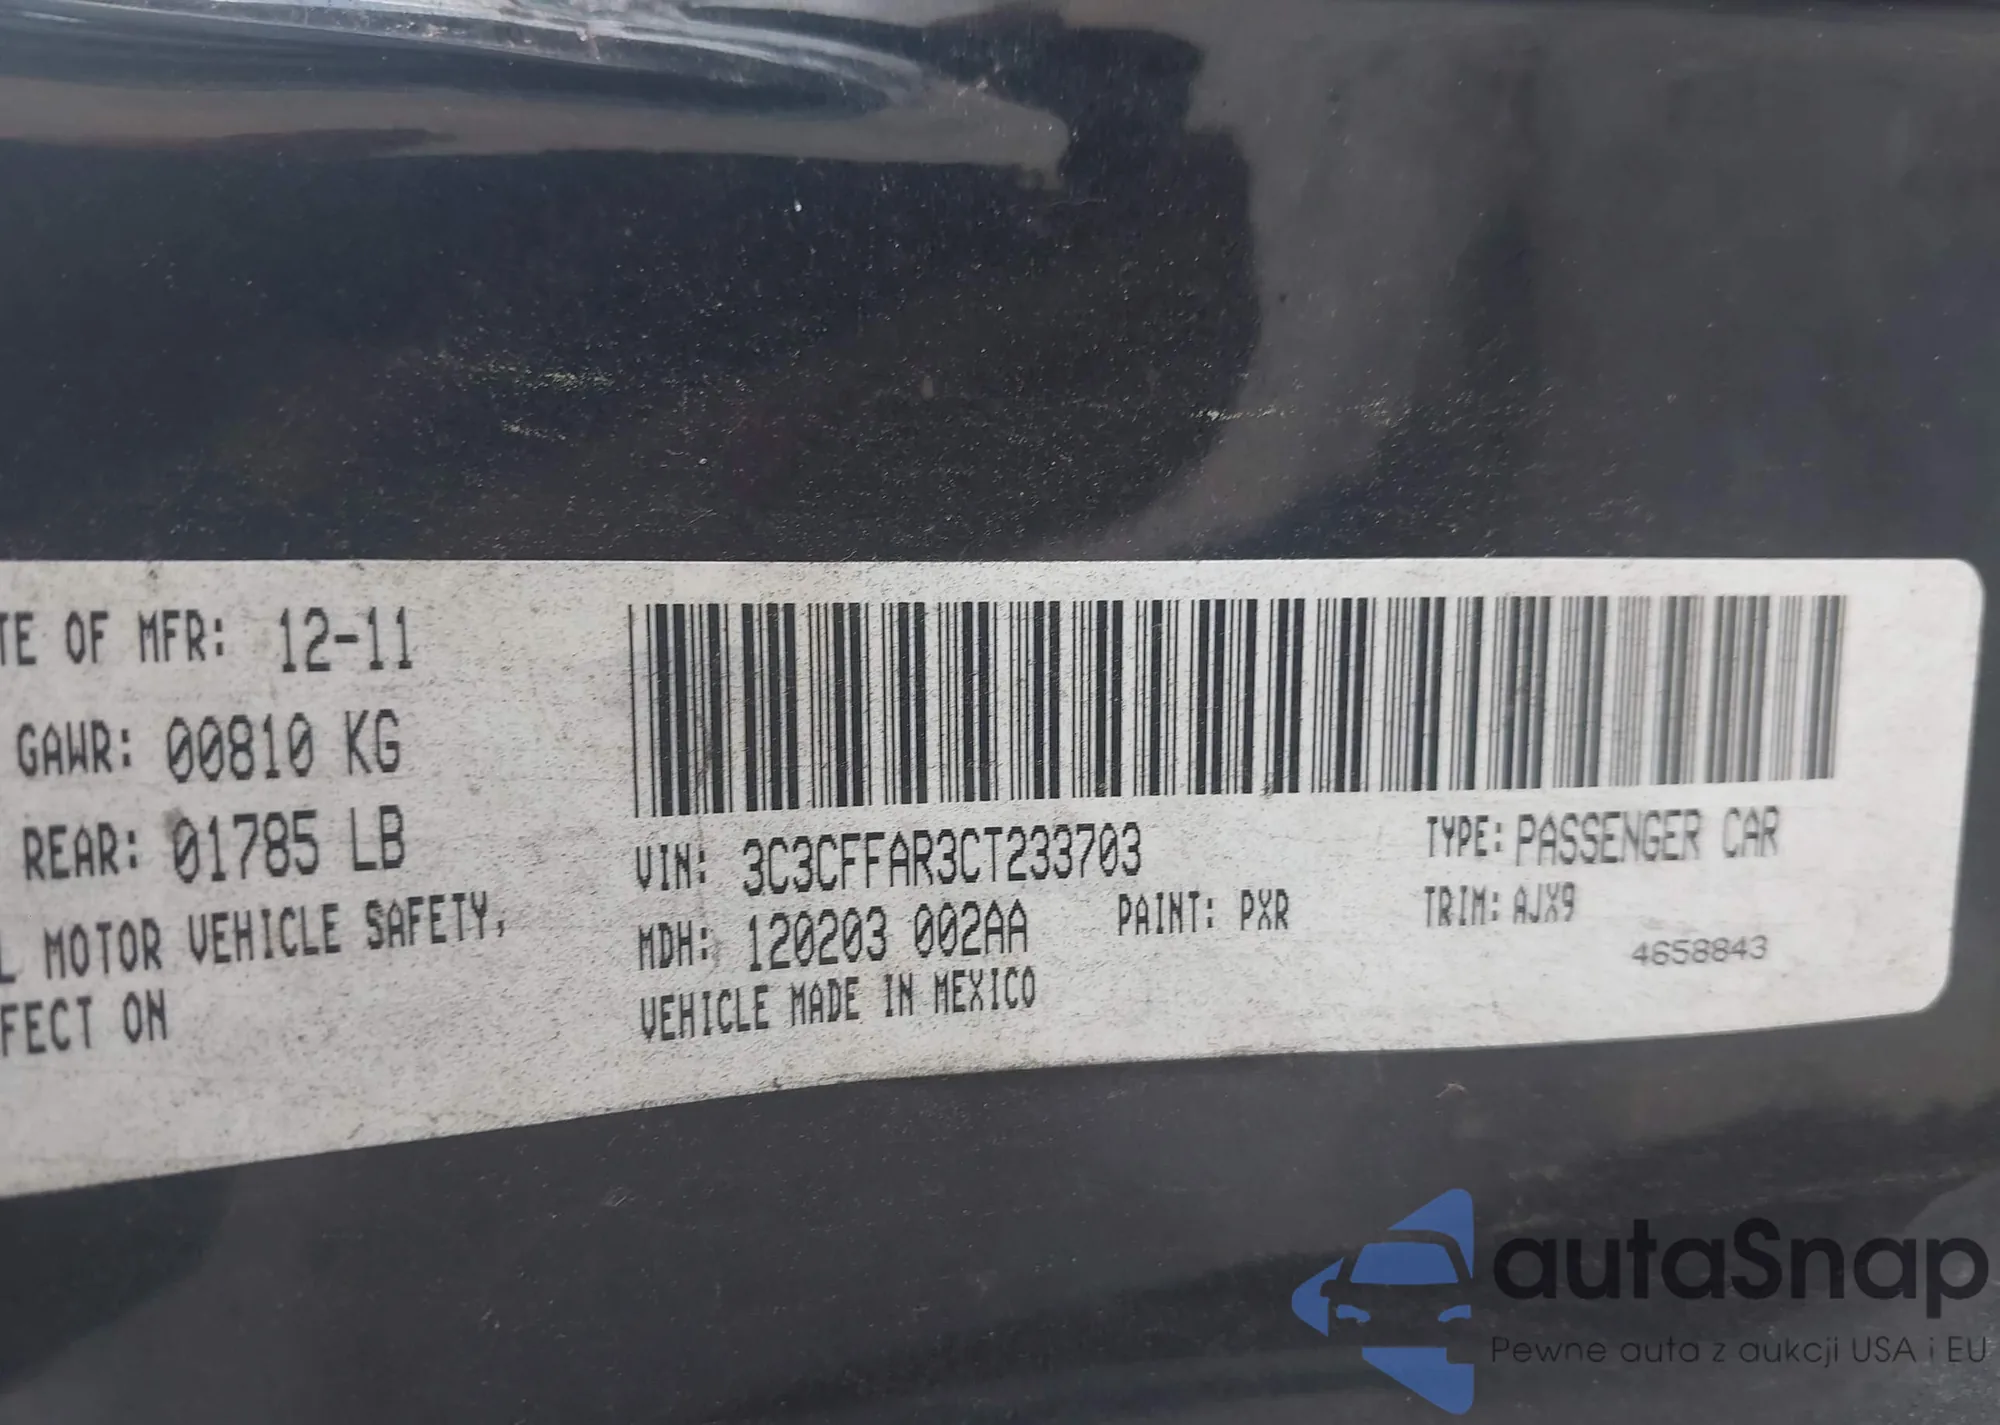 TE OF MFR: 12-11
GAWR: 00810 KG
REAR: 01785 LB
L MOTOR VEHICLE SAFETY,
FECT ON
VIN: 3C3CFFAR3CT233703
TYPE: PASSENGER CAR
MDH: 120203 002AA
PAINT: PXR
TRIM: AJX9
VEHICLE MADE IN MEXICO
4658843
autaSnap
Pewne auta z aukcji USA i EU